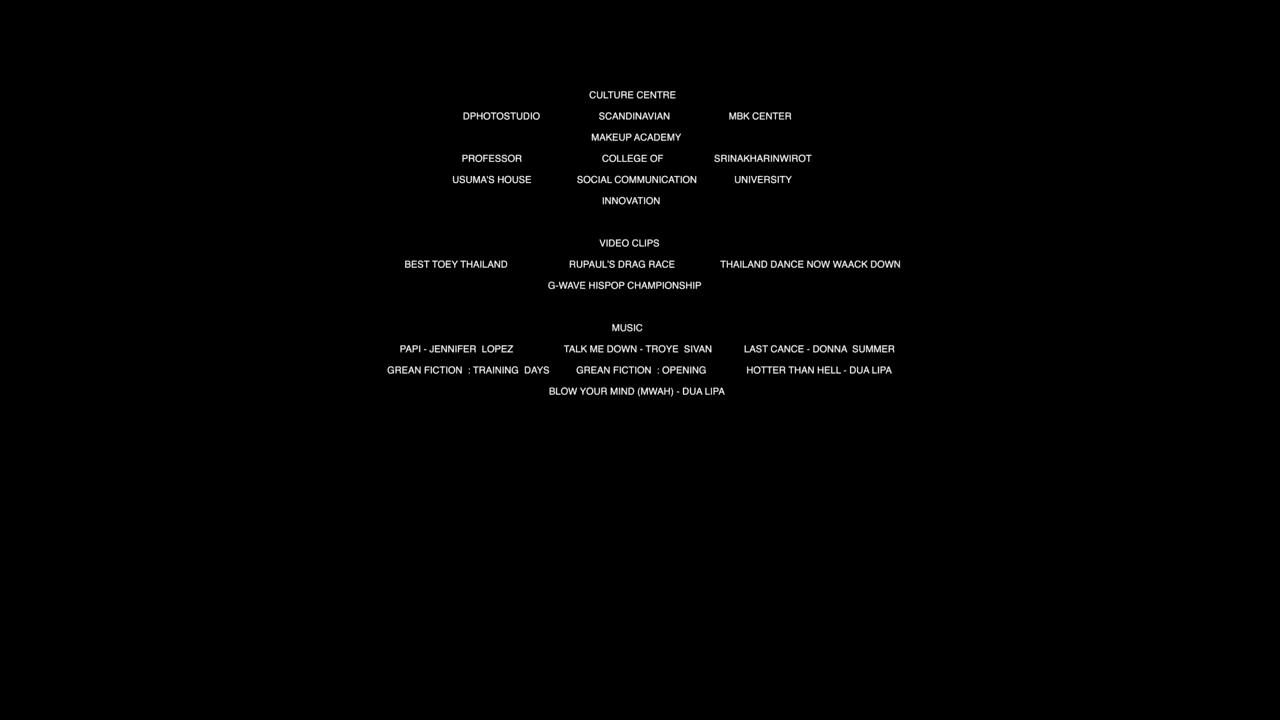 CULTURE CENTRE
DPHOTOSTUDIO SCANDINAVIAN MBK CENTER
MAKEUP ACADEMY
PROFESSOR COLLEGE OF SRINAKHARINWIROT
USUMA'S HOUSE SOCIAL COMMUNICATION UNIVERSITY
INNOVATION
VIDEO CLIPS
BEST TOEY THAILAND RUPAUL'S DRAG RACE THAILAND DANCE NOW WAACK DOWN
G-WAVE HISPOP CHAMPIONSHIP
MUSIC
PAPI - JENNIFER LOPEZ TALK ME DOWN - TROYE SIVAN LAST CANCE - DONNA SUMMER
GREAN FICTION : TRAINING DAYS GREAN FICTION : OPENING HOTTER THAN HELL - DUA LIPA
BLOW YOUR MIND (MWAH) - DUA LIPA